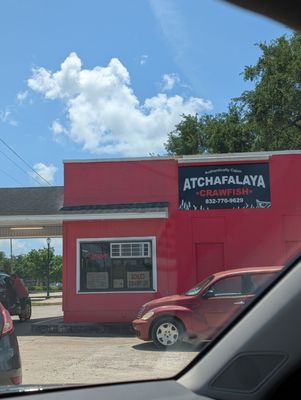 Authentically Cajun
ATCHAFALAYA
CRAWFISH
832-770-9629